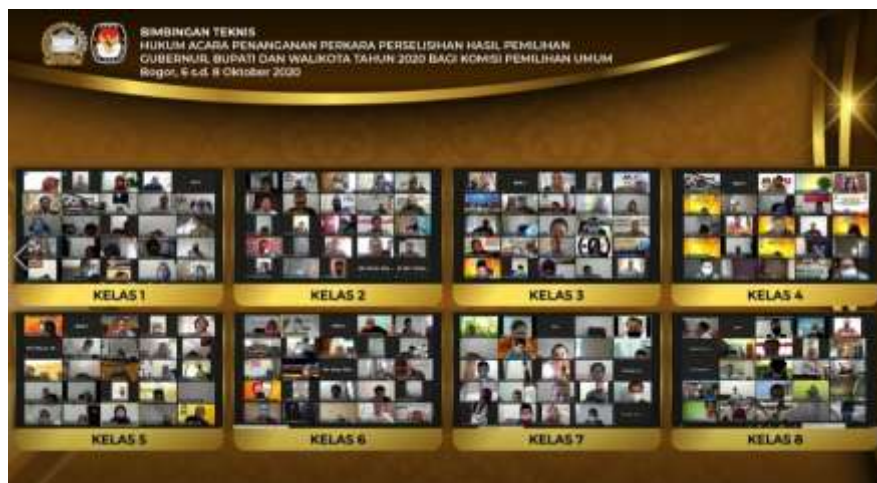 BIMBINGAN TEKNIS
HUKUM ACARA PENANGANAN PERKARA PERSELISIHAN HASIL PEMILIHAN
GUBERNUR, BUPATI DAN WALIKOTA TAHUN 2020 BAGI KOMISI PEMILIHAN UMUM
Bogor, 6 s.d. 8 Oktober 2020
KELAS 1
KELAS 2
KELAS 3
KELAS 4
KELAS 5
KELAS 6
KELAS 7
KELAS 8